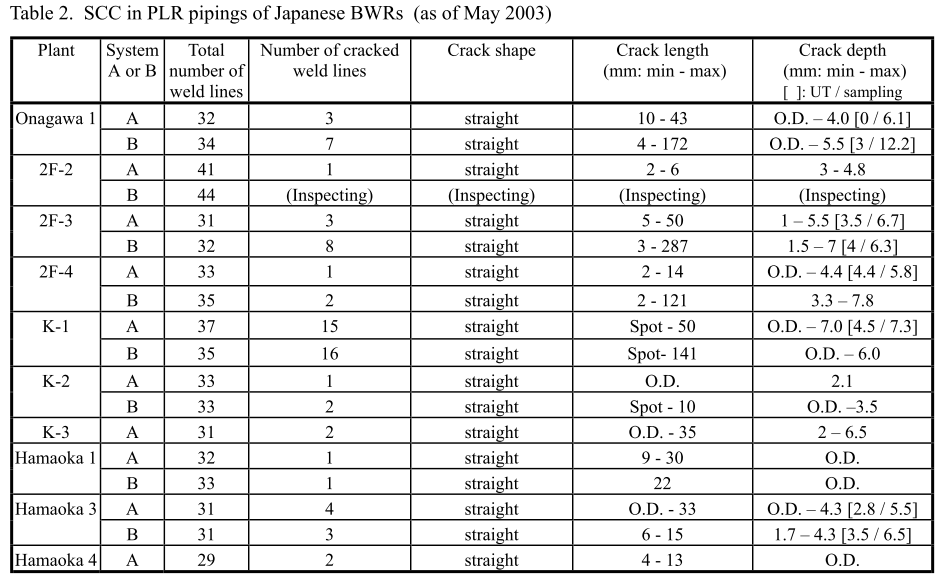 Table 2. SCC in PLR pipings of Japanese BWRs (as of May 2003)
Plant System A or B Total number of weld lines Number of cracked weld lines Crack shape Crack length (mm: min - max) Crack depth (mm: min - max) [ ]: UT / sampling
Onagawa 1 A 32 3 straight 10 - 43 O.D. – 4.0 [0 / 6.1]
B 34 7 straight 4 - 172 O.D. – 5.5 [3 / 12.2]
2F-2 A 41 1 straight 2 - 6 3 - 4.8
B 44 (Inspecting) (Inspecting) (Inspecting) (Inspecting)
2F-3 A 31 3 straight 5 - 50 1 – 5.5 [3.5 / 6.7]
B 32 8 straight 3 - 287 1.5 – 7 [4 / 6.3]
2F-4 A 33 1 straight 2 - 14 O.D. – 4.4 [4.4 / 5.8]
B 35 2 straight 2 - 121 3.3 – 7.8
K-1 A 37 15 straight Spot - 50 O.D. – 7.0 [4.5 / 7.3]
B 35 16 straight Spot- 141 O.D. – 6.0
K-2 A 33 1 straight O.D. 2.1
B 33 2 straight Spot - 10 O.D. –3.5
K-3 A 31 2 straight O.D. - 35 2 – 6.5
Hamaoka 1 A 32 1 straight 9 - 30 O.D.
B 33 1 straight 22 O.D.
Hamaoka 3 A 31 4 straight O.D. - 33 O.D. – 4.3 [2.8 / 5.5]
B 31 3 straight 6 - 15 1.7 – 4.3 [3.5 / 6.5]
Hamaoka 4 A 29 2 straight 4 - 13 O.D.